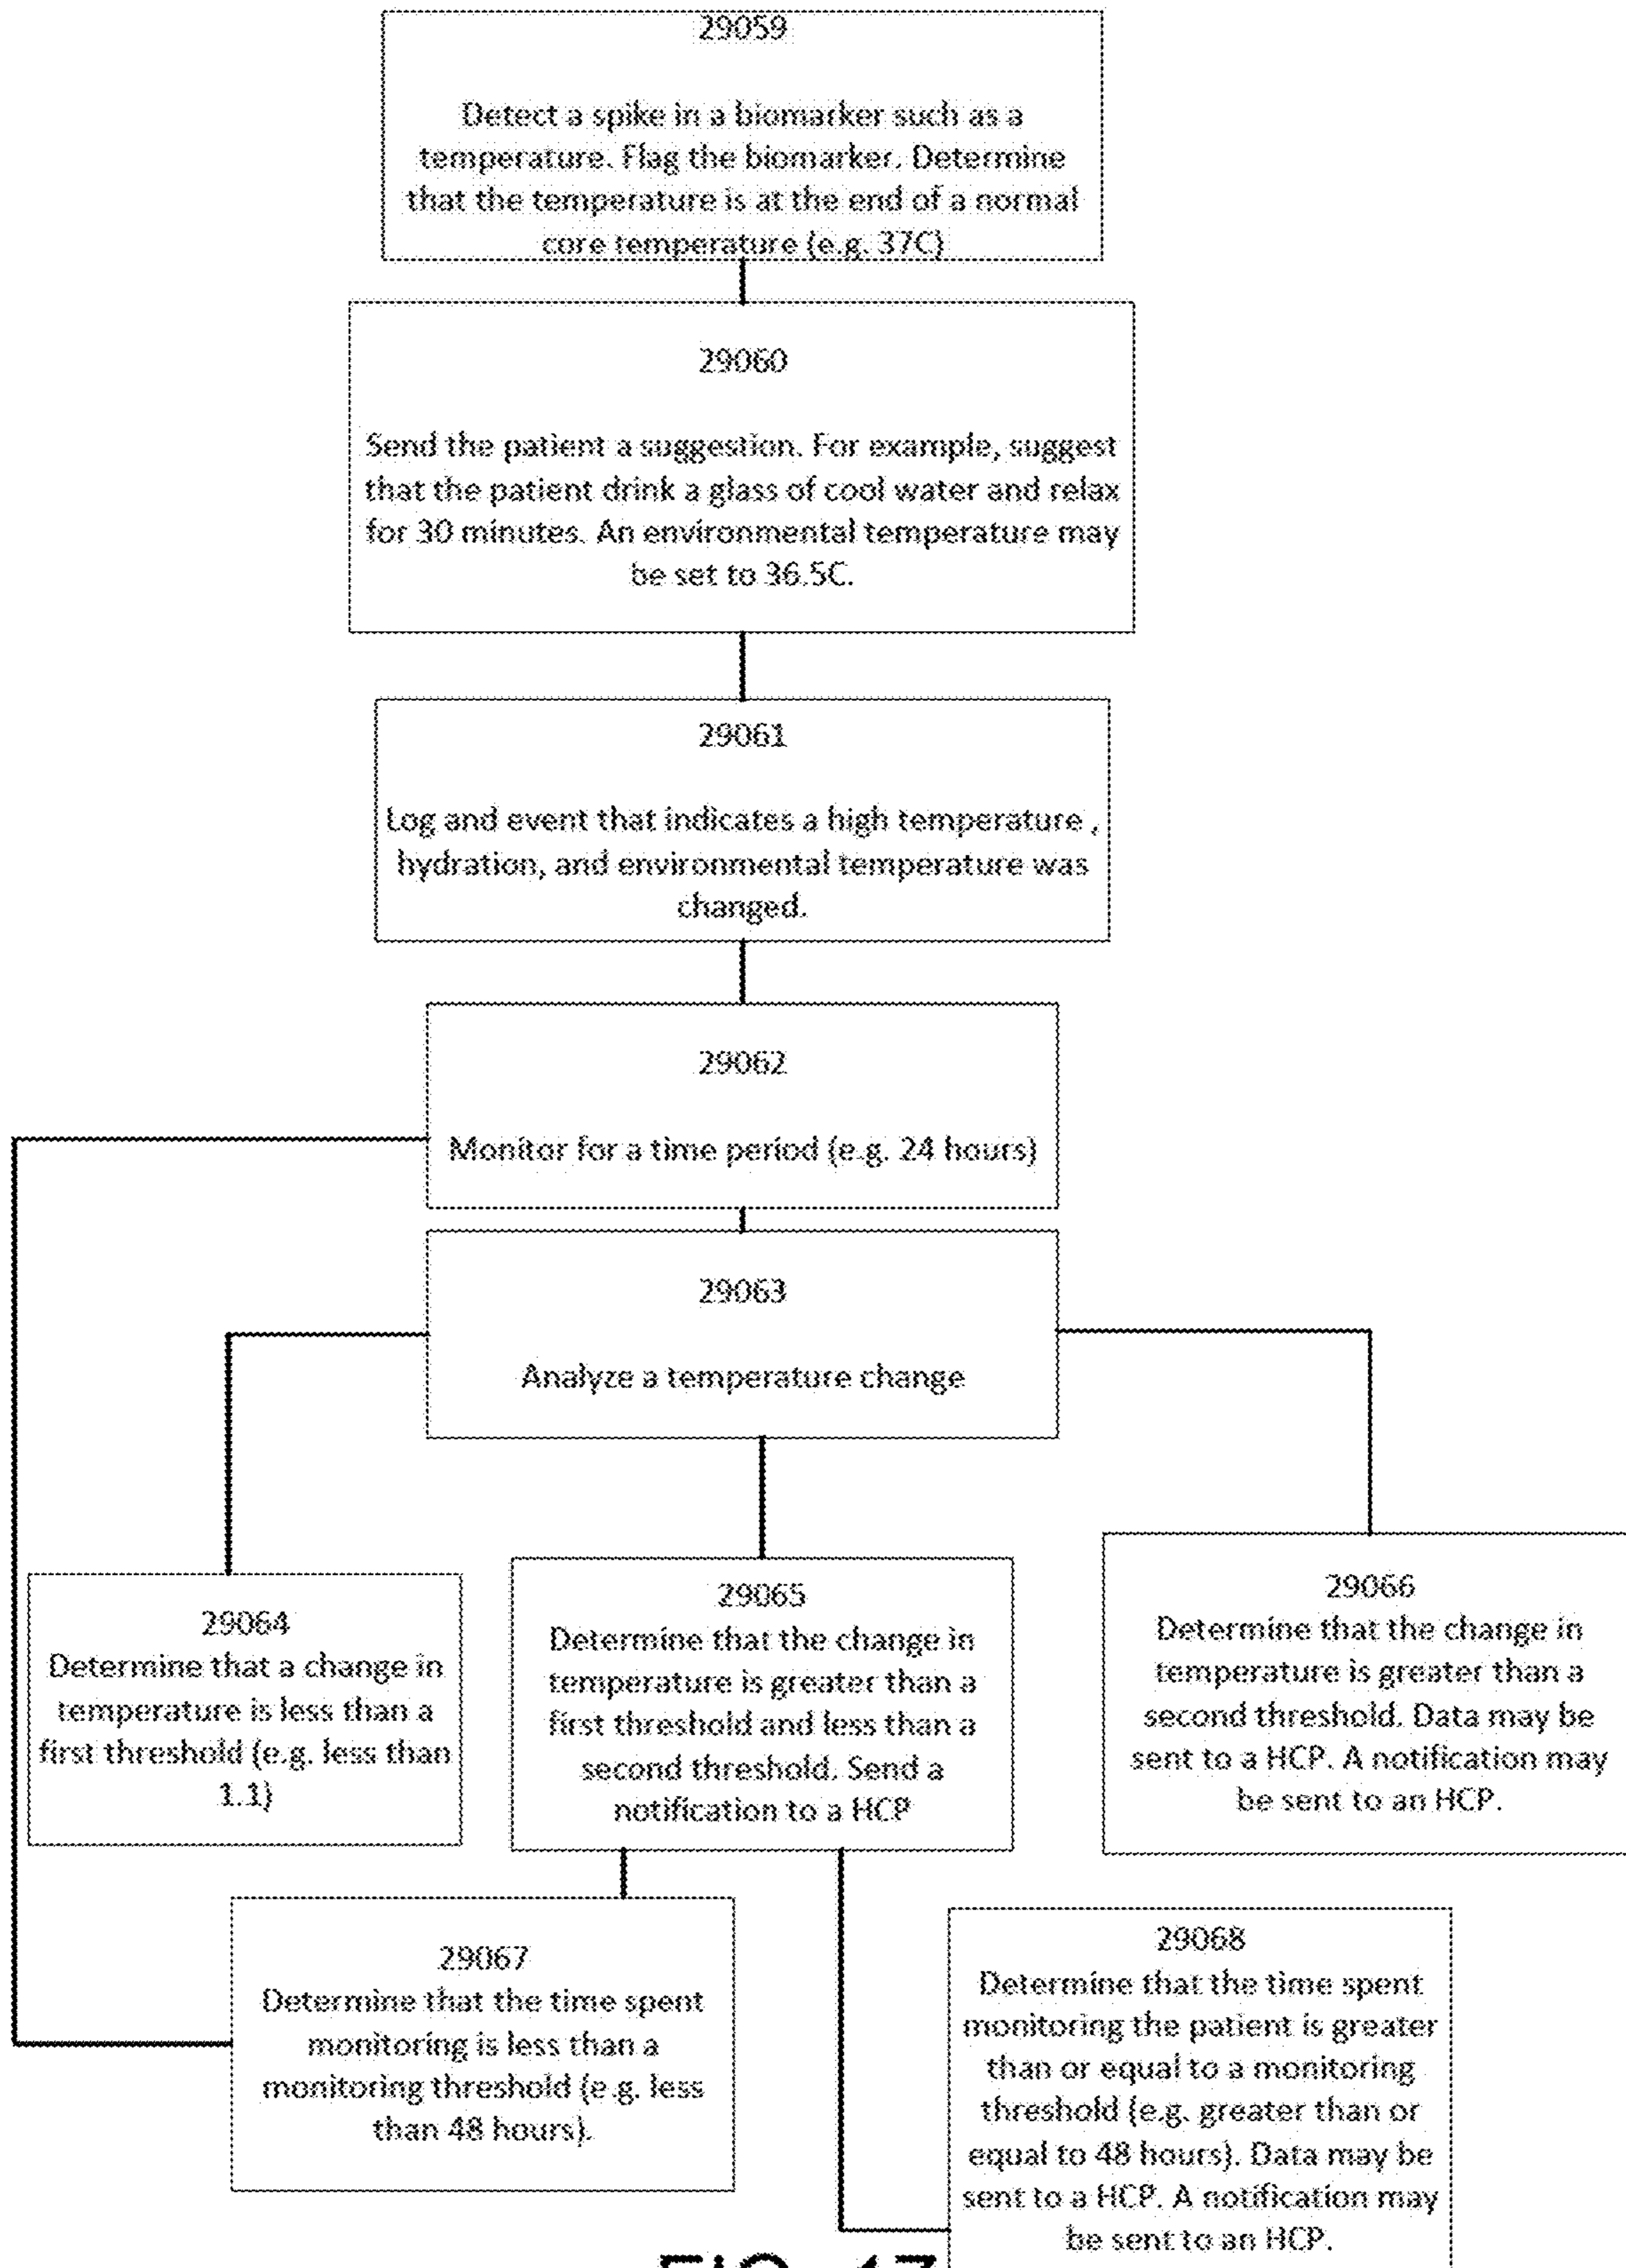 29059
Detect a spike in a biomarker such as a
temperature. Flag the biomarker. Determine
that the temperature is at the end of a normal
core temperature (e.g. 37C)
29060
Send the patient a suggestion. For example, suggest
that the patient drink a glass of cool water and relax
for 30 minutes. An environmental temperature may
be set to 36.5C.
29061
Log and event that indicates a high temperature ,
hydration, and environmental temperature was
changed.
29062
Monitor for a time period (e.g. 24 hours)
29063
Analyze a temperature change
29064
Determine that a change in
temperature is less than a
first threshold (e.g. less than
1.1)
29065
Determine that the change in
temperature is greater than a
first threshold and less than a
second threshold. Send a
notification to a HCP
29066
Determine that the change in
temperature is greater than a
second threshold. Data may be
sent to a HCP. A notification may
be sent to an HCP.
29067
Determine that the time spent
monitoring is less than a
monitoring threshold (e.g. less
than 48 hours).
29068
Determine that the time spent
monitoring the patient is greater
than or equal to a monitoring
threshold (e.g. greater than or
equal to 48 hours). Data may be
sent to a HCP. A notification may
be sent to an HCP.